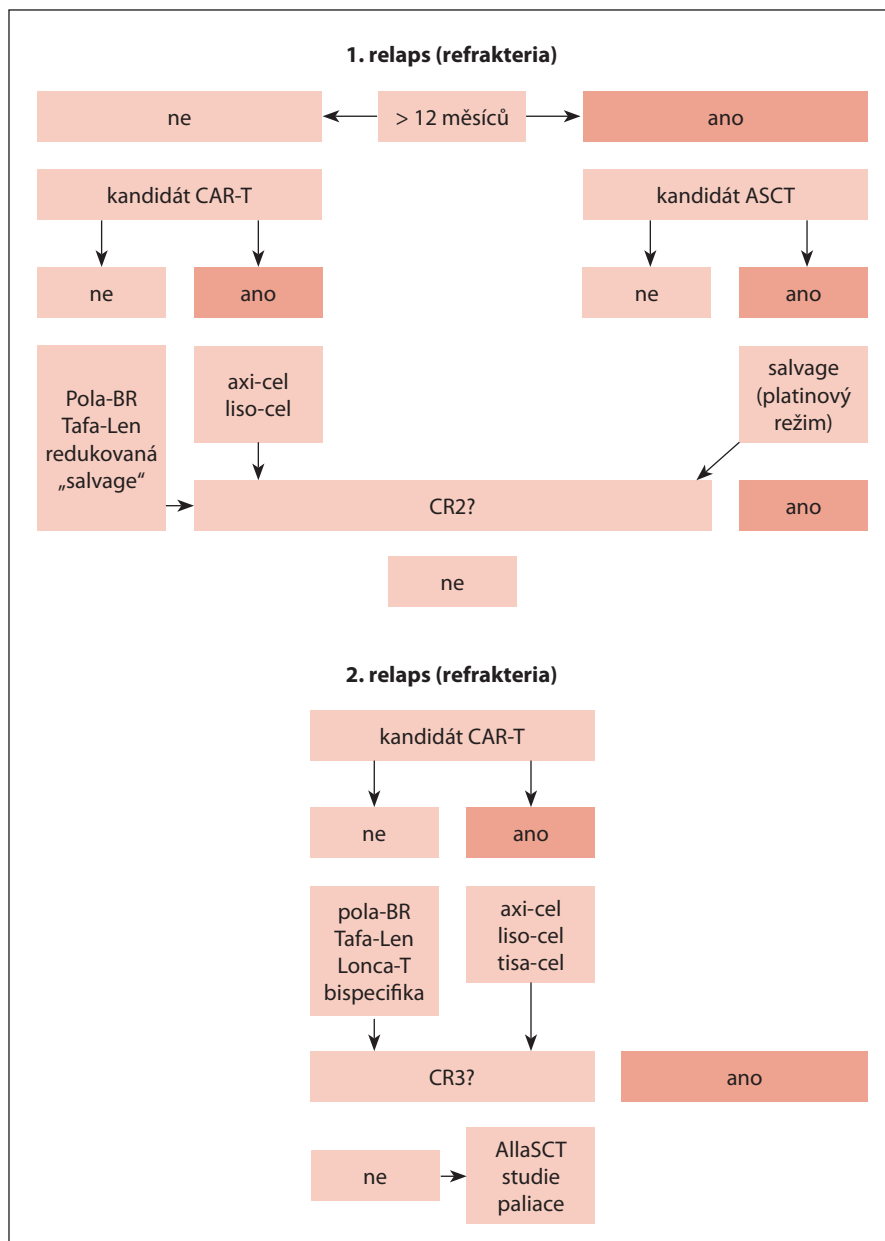 1. relaps (refrakteria)
ne
> 12 měsíců
ano
kandidát CAR-T
kandidát ASCT
ne
ano
ne
ano
Pola-BR
Tafa-Len
redukovaná
„salvage“
axi-cel
liso-cel
salvage
(platinový
režim)
CR2?
ano
ne
2. relaps (refrakteria)
kandidát CAR-T
ne
ano
pola-BR
Tafa-Len
Lonca-T
bispecifika
axi-cel
liso-cel
tisa-cel
CR3?
ano
ne
AllaSCT
studie
paliace